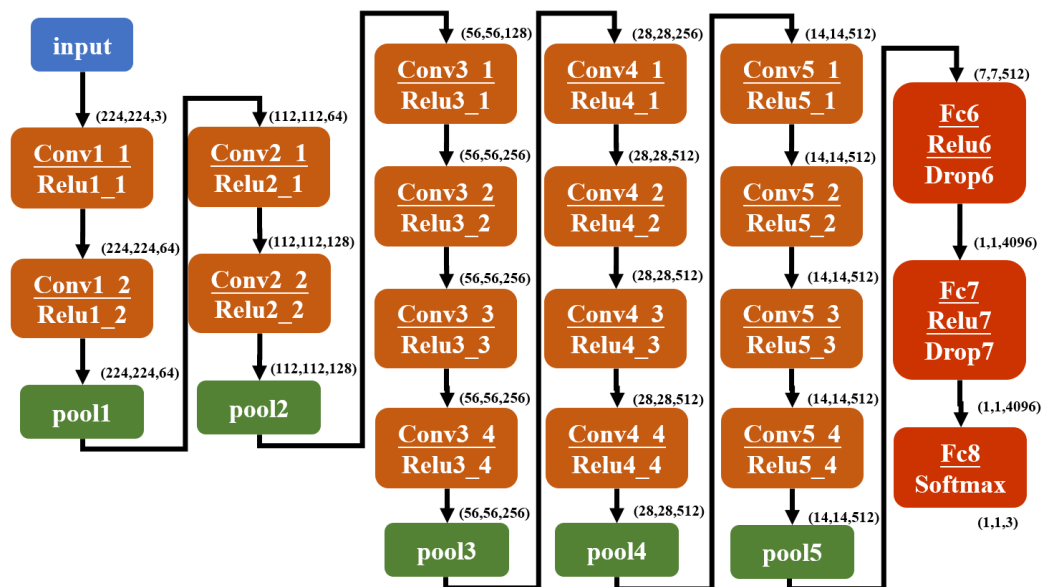 input
(224,224,3)
Conv1_1
Relu1_1
(224,224,64)
Conv1_2
Relu1_2
(224,224,64)
pool1
(112,112,64)
Conv2_1
Relu2_1
(112,112,128)
Conv2_2
Relu2_2
(112,112,128)
pool2
(56,56,128)
Conv3_1
Relu3_1
(56,56,256)
Conv3_2
Relu3_2
(56,56,256)
Conv3_3
Relu3_3
(56,56,256)
Conv3_4
Relu3_4
(56,56,256)
pool3
(28,28,256)
Conv4_1
Relu4_1
(28,28,512)
Conv4_2
Relu4_2
(28,28,512)
Conv4_3
Relu4_3
(28,28,512)
Conv4_4
Relu4_4
(28,28,512)
pool4
(14,14,512)
Conv5_1
Relu5_1
(14,14,512)
Conv5_2
Relu5_2
(14,14,512)
Conv5_3
Relu5_3
(14,14,512)
Conv5_4
Relu5_4
(14,14,512)
pool5
(7,7,512)
Fc6
Relu6
Drop6
(1,1,4096)
Fc7
Relu7
Drop7
(1,1,4096)
Fc8
Softmax
(1,1,3)